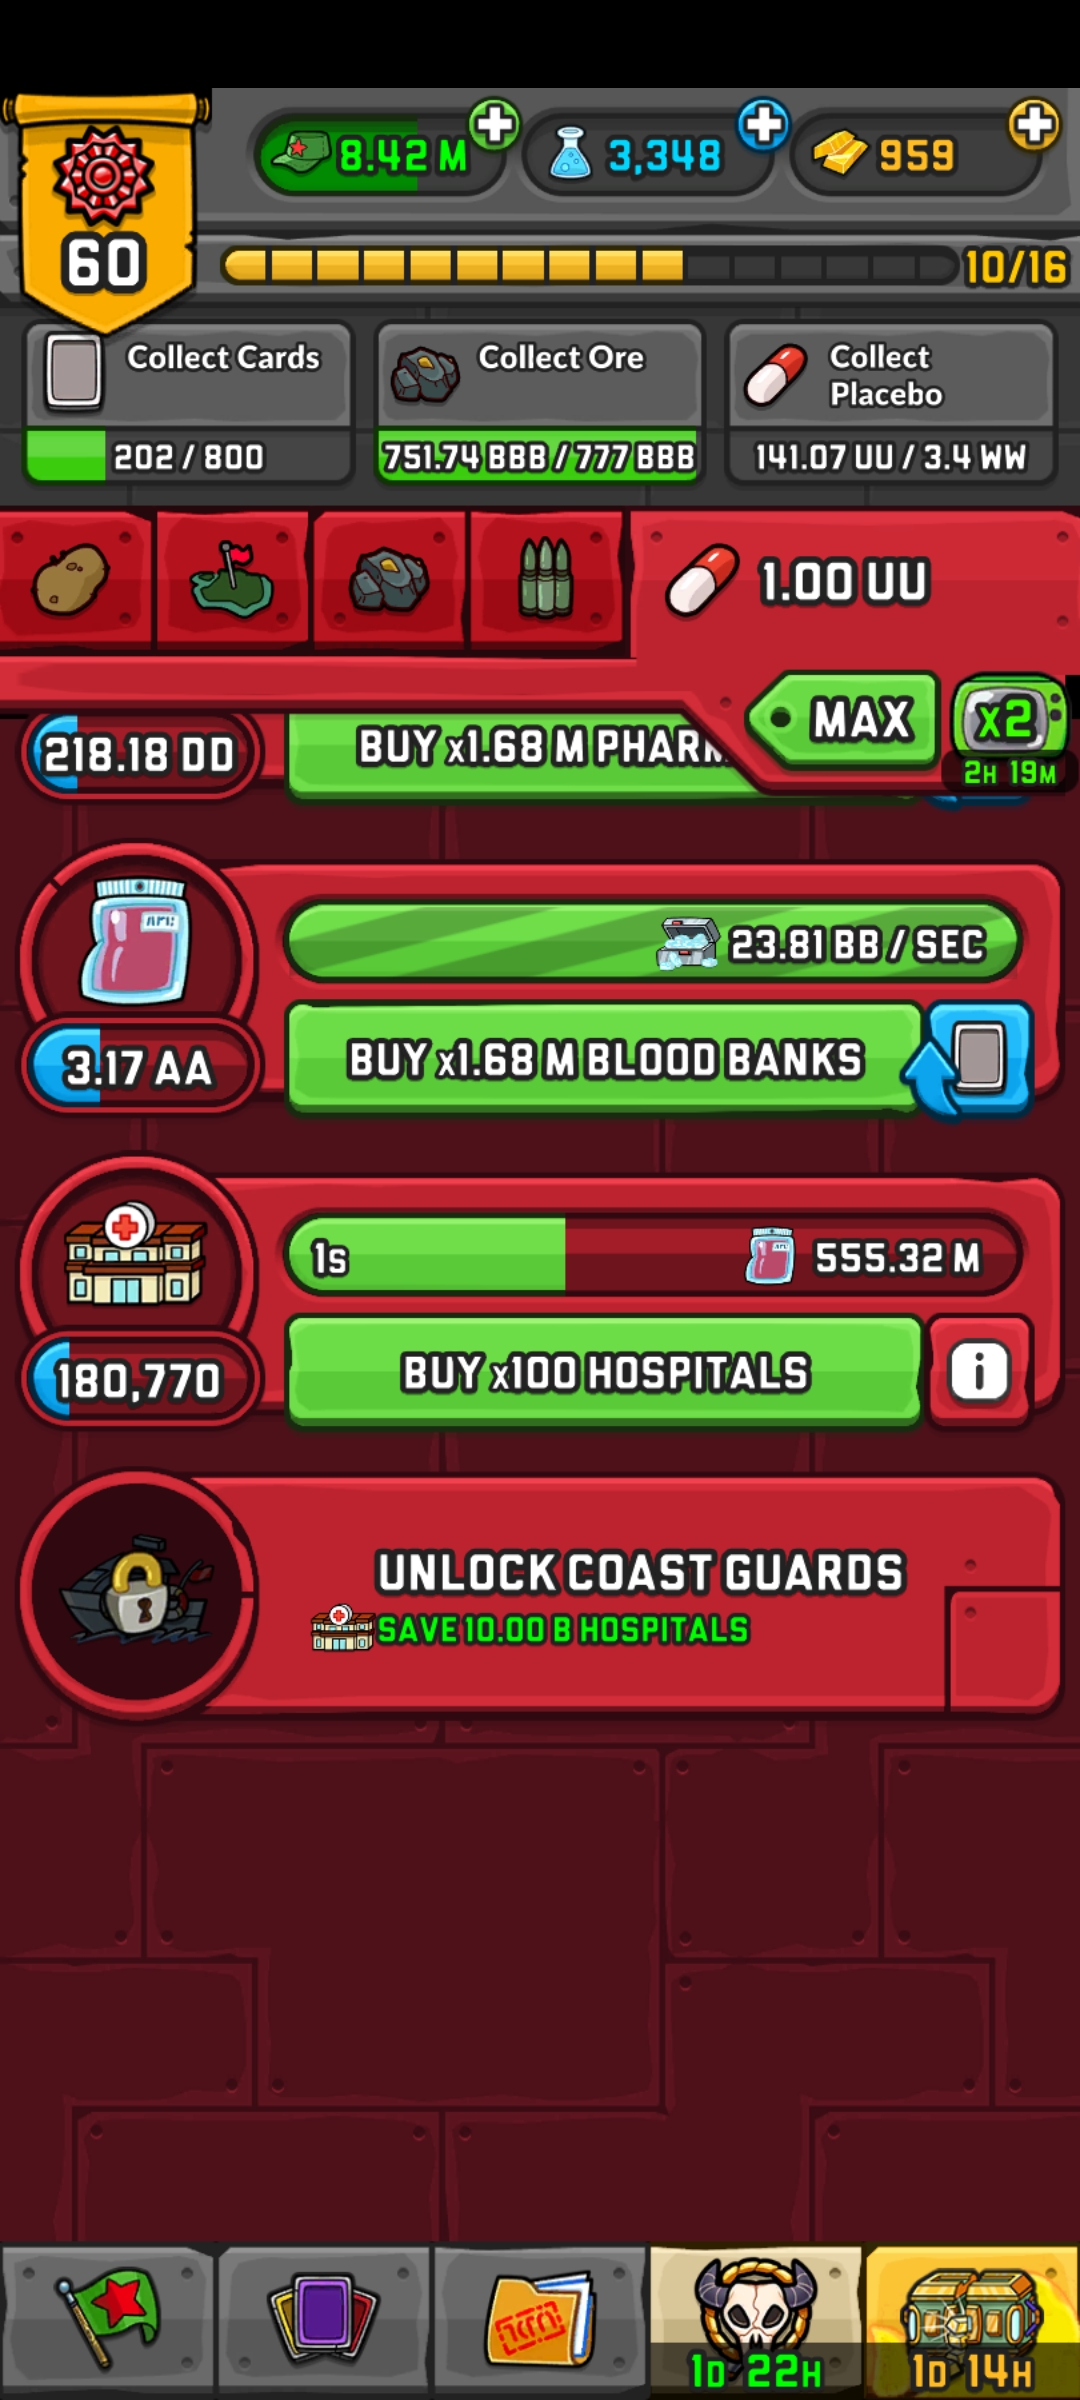 8.42 M
3,348
959
60
10/16
Collect Cards
202 / 800
Collect Ore
751.74 BBB / 777 BBB
Collect
Placebo
141.07 UU / 3.4 WW
1.00 UU
MAX
x2
2H 19M
218.18 DD
BUY x1.68 M
23.81 BB / SEC
3.17 AA
BUY x1.68 M BLOOD BANKS
1s
555.32 M
180,770
BUY x100 HOSPITALS
i
UNLOCK COAST GUARDS
SAVE 10.00 B HOSPITALS
1D 22H
1D 14H